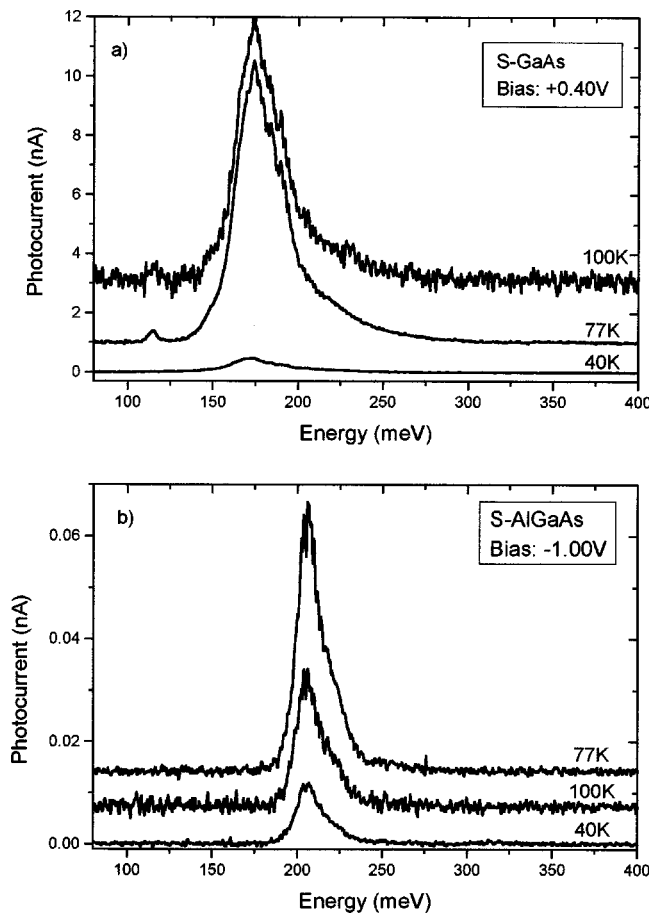 a)
S-GaAs
Bias: +0.40V
Photocurrent (nA)
12
10
8
6
4
2
0
100K
77K
40K
100 150 200 250 300 350 400
Energy (meV)
b)
S-AlGaAs
Bias: -1.00V
Photocurrent (nA)
0.06
0.04
0.02
0.00
77K
100K
40K
100 150 200 250 300 350 400
Energy (meV)